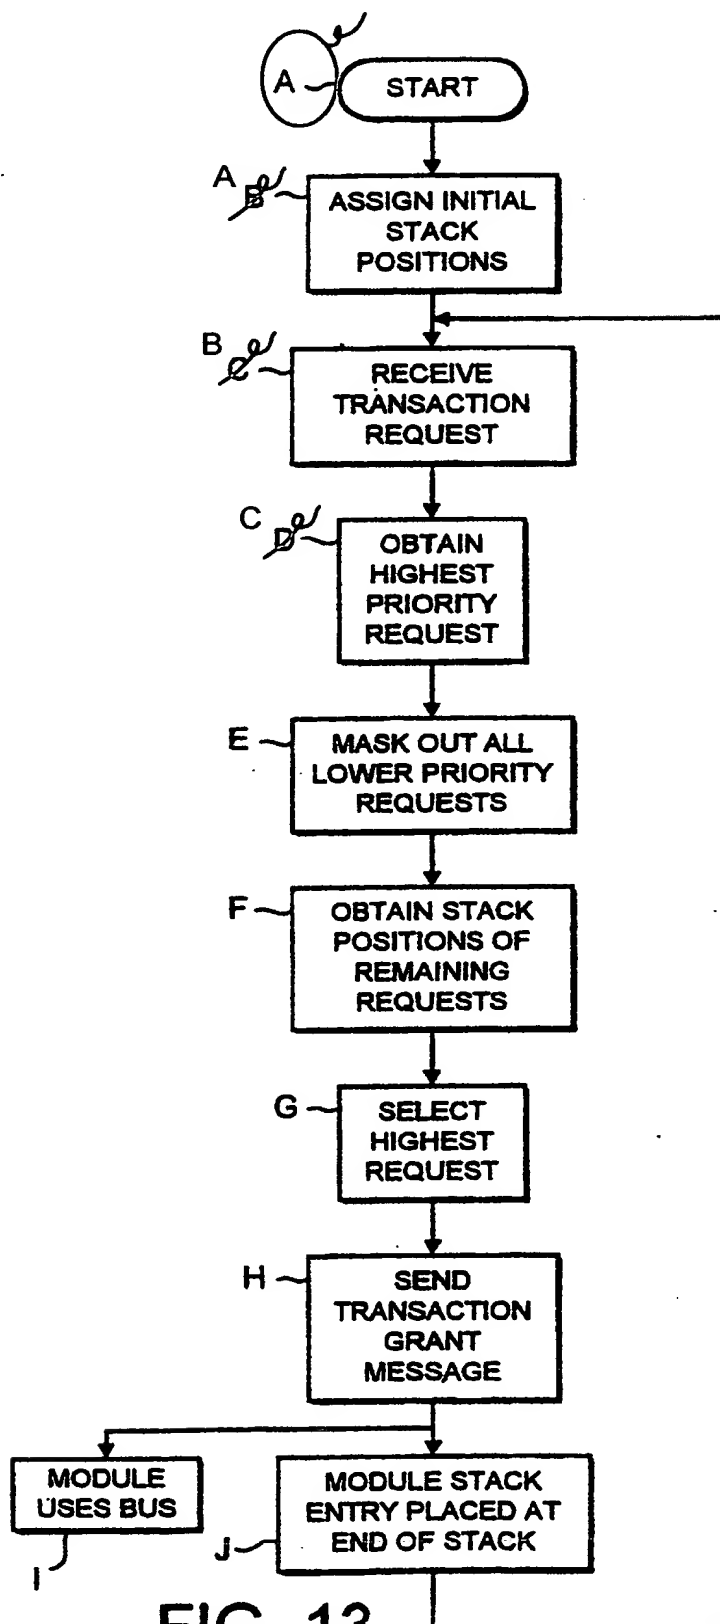 A
START
A
B
ASSIGN INITIAL
STACK
POSITIONS
B
C
RECEIVE
TRANSACTION
REQUEST
C
D
OBTAIN
HIGHEST
PRIORITY
REQUEST
E
MASK OUT ALL
LOWER PRIORITY
REQUESTS
F
OBTAIN STACK
POSITIONS OF
REMAINING
REQUESTS
G
SELECT
HIGHEST
REQUEST
H
SEND
TRANSACTION
GRANT
MESSAGE
MODULE
USES BUS
I
MODULE STACK
ENTRY PLACED AT
END OF STACK
J
FIG. 13